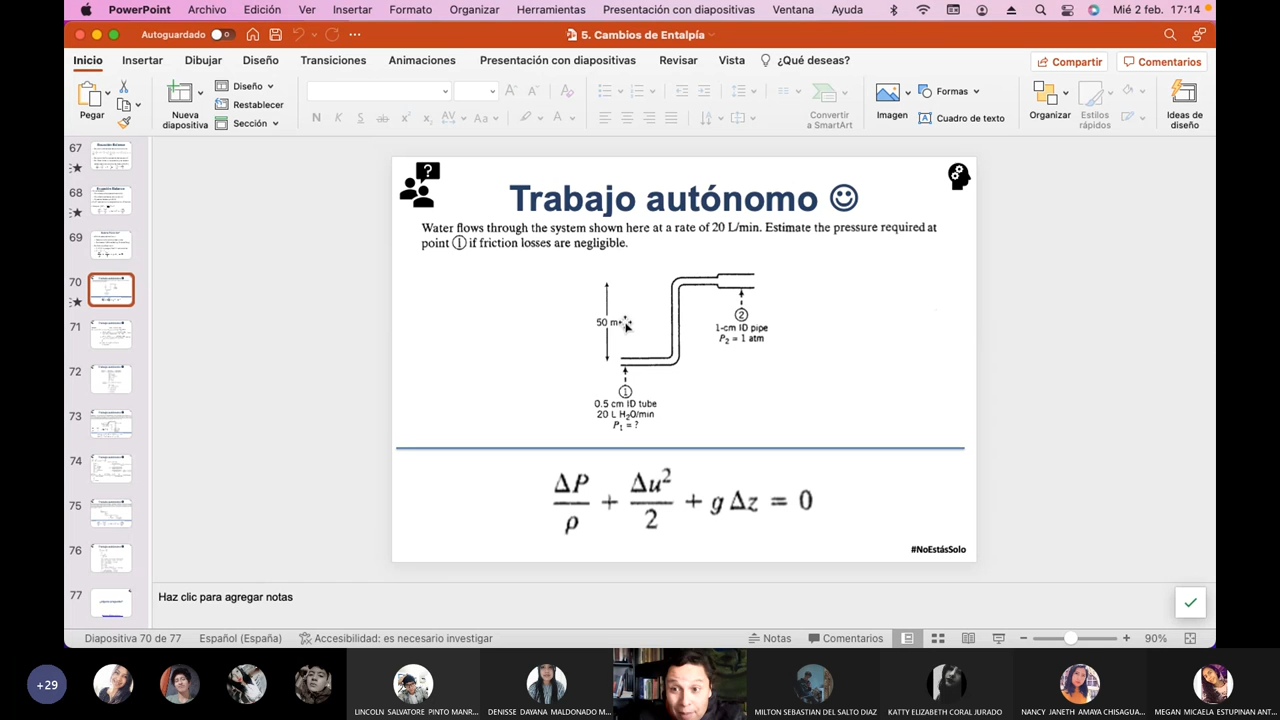 PowerPoint Archivo Edición Ver Insertar Formato Organizar Herramientas Presentación con diapositivas Ventana Ayuda Mié 2 feb. 17:14
Autoguardado 5. Cambios de Entalpía
Inicio Insertar Dibujar Diseño Transiciones Animaciones Presentación con diapositivas Revisar Vista ¿Qué deseas? Compartir Comentarios
Pegar
Nueva diapositiva
Diseño
Restablecer
Sección
N
Convertir a SmartArt
Imagen
Formas
Cuadro de texto
Organizar
Estilos rápidos
Ideas de diseño
67
68
69
70
71
72
73
74
75
76
77
Trabajo autónomo
Water flows through the system shown here at a rate of 20 L/min. Estimate the pressure required at
point ① if friction losses are negligible.
50 m
②
1-cm ID pipe
P₂ = 1 atm
①
0.5 cm ID tube
20 L H₂O/min
P₁ = ?
ΔP/ρ + Δu²/2 + g Δz = 0
#NoEstásSolo
Haz clic para agregar notas
Diapositiva 70 de 77 Español (España) Accesibilidad: es necesario investigar Notas Comentarios 90%
+29
LINCOLN SALVATORE PINTO MANR...
DENISSE DAYANA MALDONADO M...
MILTON SEBASTIAN DEL SALTO DIAZ
KATTY ELIZABETH CORAL JURADO
NANCY JANETH AMAYA CHISAGUA...
MEGAN MICAELA ESTUPINAN ANT...